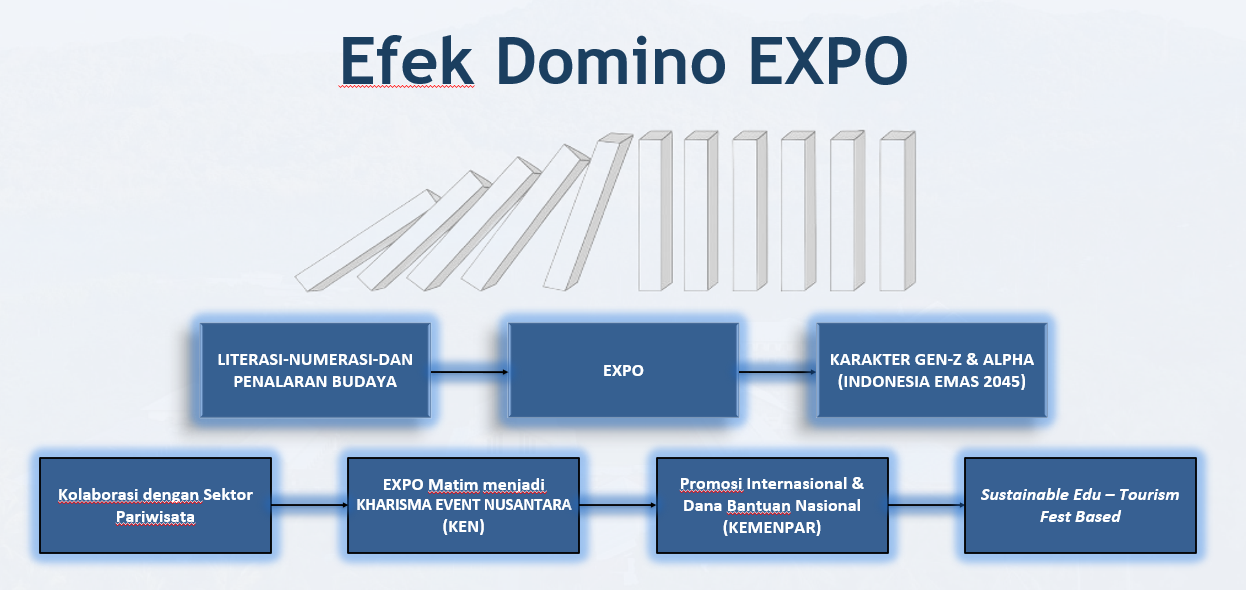 Efek Domino EXPO
LITERASI-NUMERASI-DAN
PENALARAN BUDAYA
EXPO
KARAKTER GEN-Z & ALPHA
(INDONESIA EMAS 2045)
Kolaborasi dengan Sektor
Pariwisata
EXPO Matim menjadi
KHARISMA EVENT NUSANTARA
(KEN)
Promosi Internasional &
Dana Bantuan Nasional
(KEMENPAR)
Sustainable Edu – Tourism
Fest Based